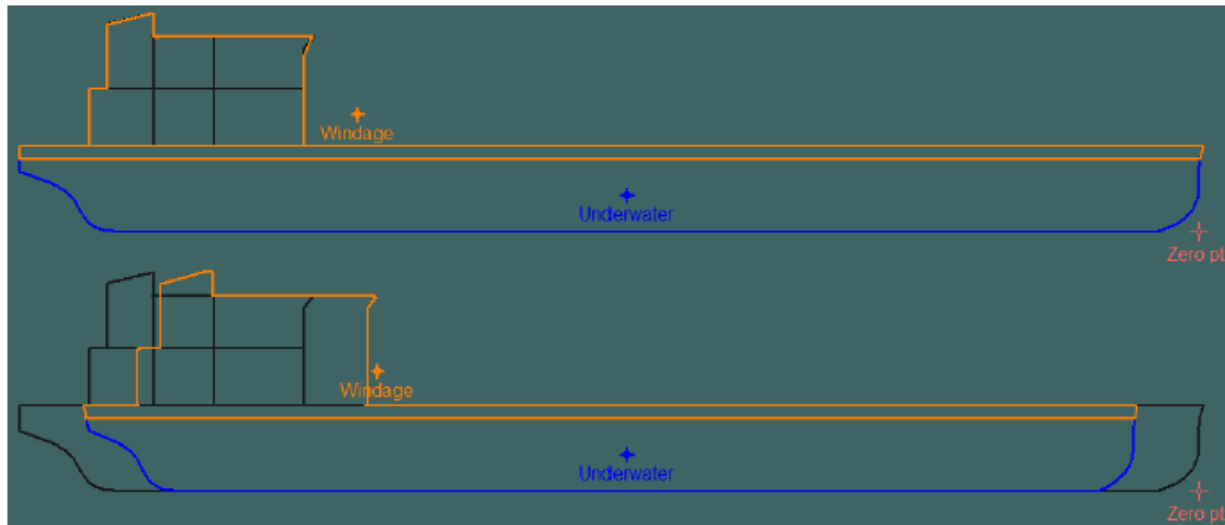 Windage
Underwater
Zero pt
Windage
Underwater
Zero pt